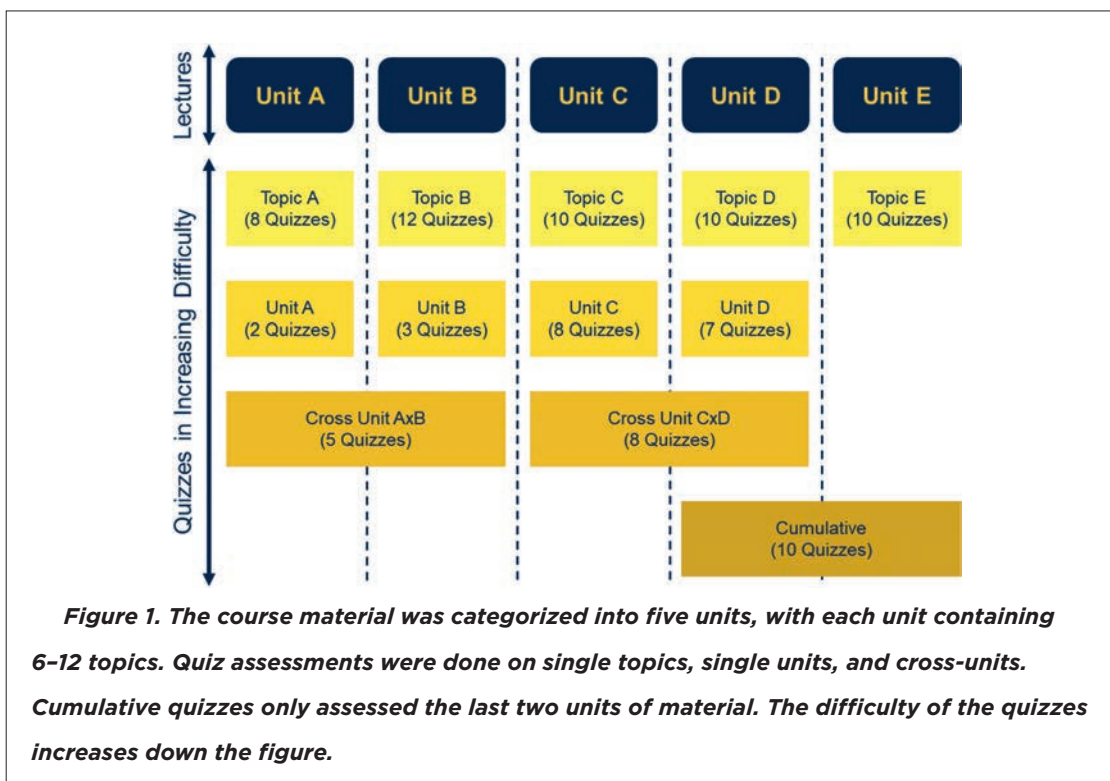 Lectures
Unit A
Unit B
Unit C
Unit D
Unit E
Quizzes in Increasing Difficulty
Topic A
(8 Quizzes)
Topic B
(12 Quizzes)
Topic C
(10 Quizzes)
Topic D
(10 Quizzes)
Topic E
(10 Quizzes)
Unit A
(2 Quizzes)
Unit B
(3 Quizzes)
Unit C
(8 Quizzes)
Unit D
(7 Quizzes)
Cross Unit AxB
(5 Quizzes)
Cross Unit CxD
(8 Quizzes)
Cumulative
(10 Quizzes)
Figure 1. The course material was categorized into five units, with each unit containing
6–12 topics. Quiz assessments were done on single topics, single units, and cross-units.
Cumulative quizzes only assessed the last two units of material. The difficulty of the quizzes
increases down the figure.